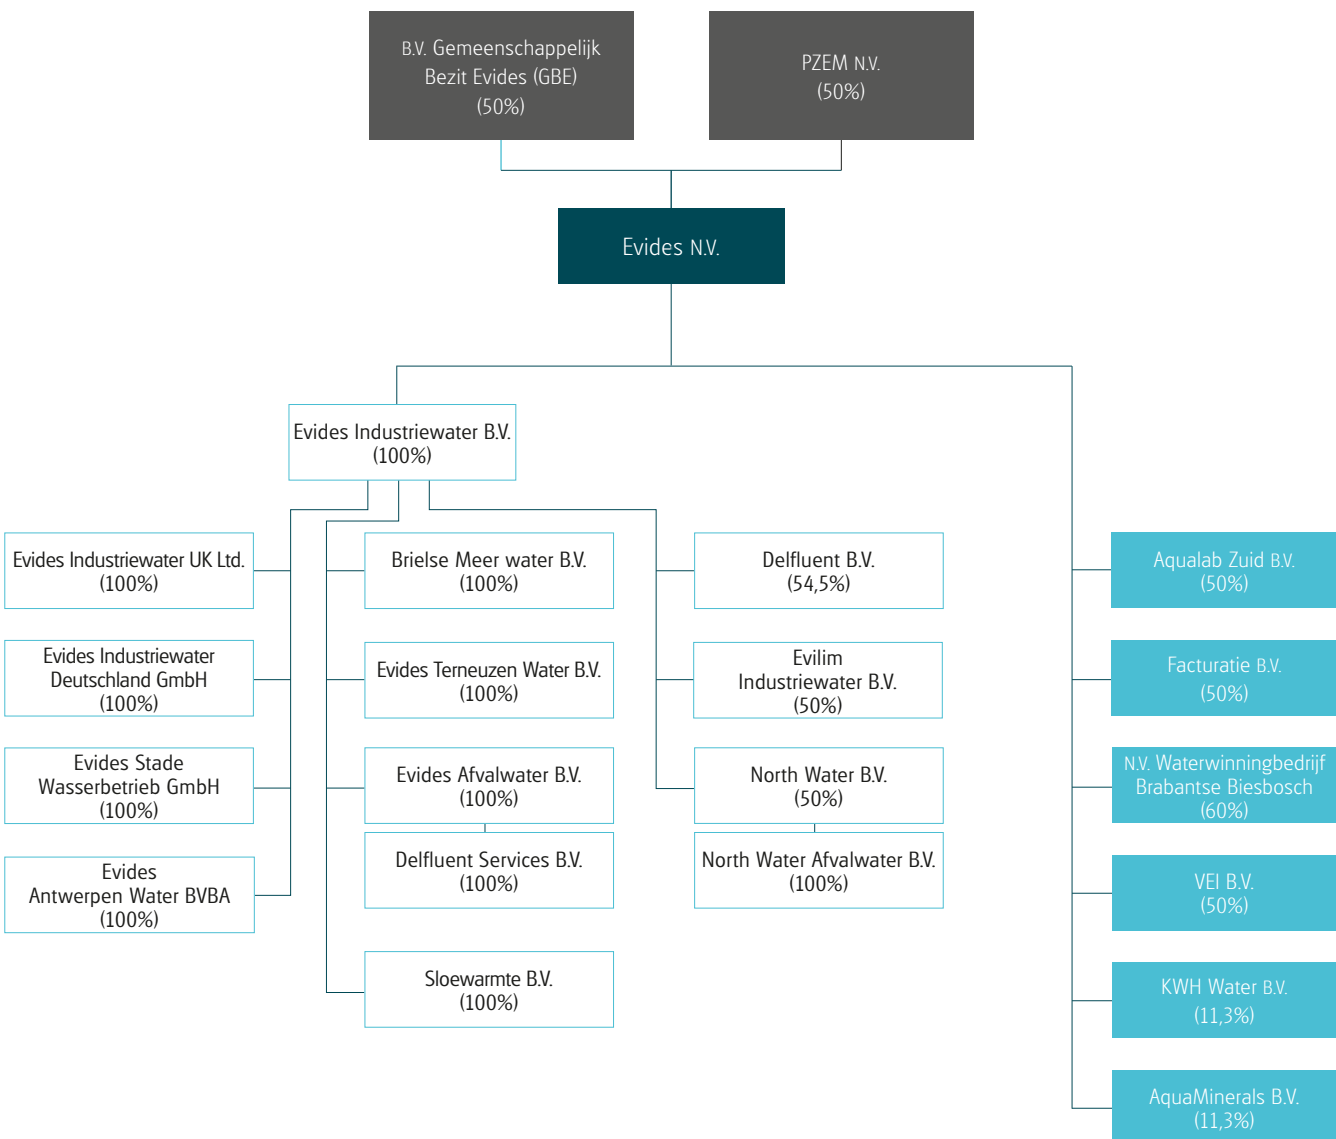 B.V. Gemeenschappelijk
Bezit Evides (GBE)
(50%)
PZEM N.V.
(50%)
Evides N.V.
Evides Industriewater B.V.
(100%)
Evides Industriewater UK Ltd.
(100%)
Evides Industriewater
Deutschland GmbH
(100%)
Evides Stade
Wasserbetrieb GmbH
(100%)
Evides
Antwerpen Water BVBA
(100%)
Brielse Meer water B.V.
(100%)
Evides Terneuzen Water B.V.
(100%)
Evides Afvalwater B.V.
(100%)
Delfluent Services B.V.
(100%)
Sloewarmte B.V.
(100%)
Delfluent B.V.
(54,5%)
Evilim
Industriewater B.V.
(50%)
North Water B.V.
(50%)
North Water Afvalwater B.V.
(100%)
Aqualab Zuid B.V.
(50%)
Facturatie B.V.
(50%)
N.V. Waterwinningbedrijf
Brabantse Biesbosch
(60%)
VEI B.V.
(50%)
KWH Water B.V.
(11,3%)
AquaMinerals B.V.
(11,3%)